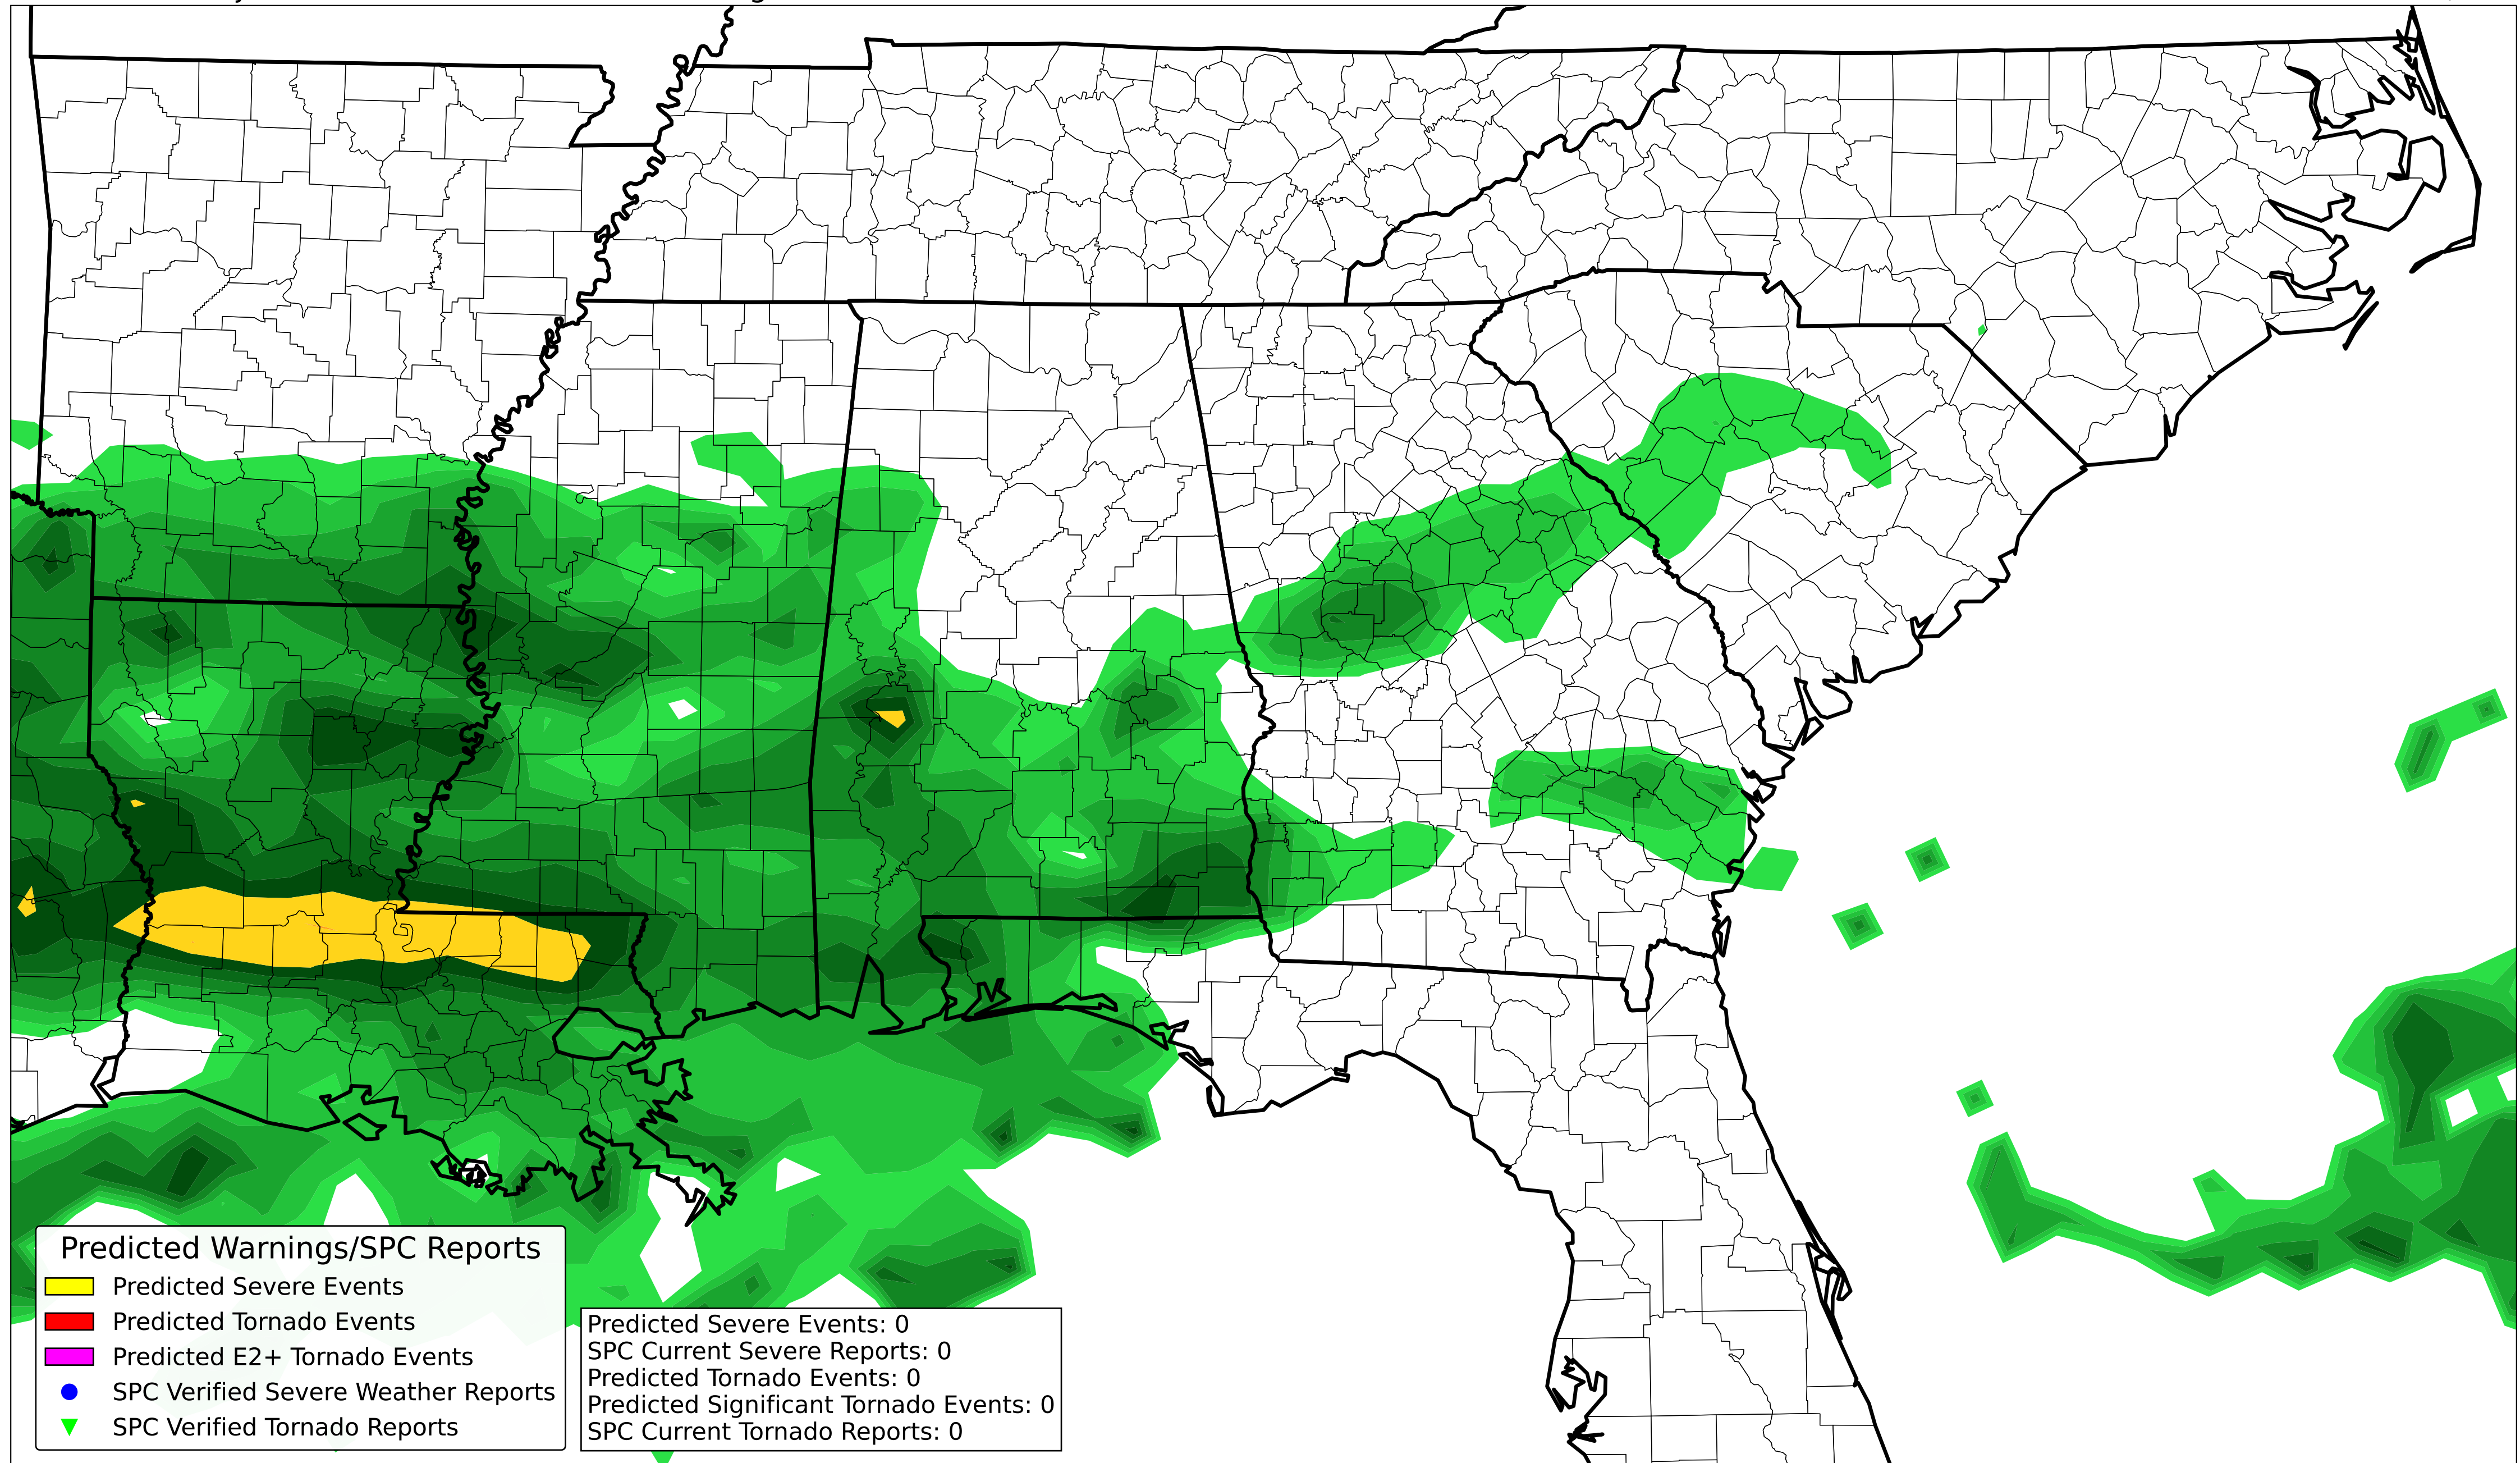 Predicted Warnings/SPC Reports
Predicted Severe Events
Predicted Tornado Events
Predicted E2+ Tornado Events
SPC Verified Severe Weather Reports
SPC Verified Tornado Reports
Predicted Severe Events: 0
SPC Current Severe Reports: 0
Predicted Tornado Events: 0
Predicted Significant Tornado Events: 0
SPC Current Tornado Reports: 0